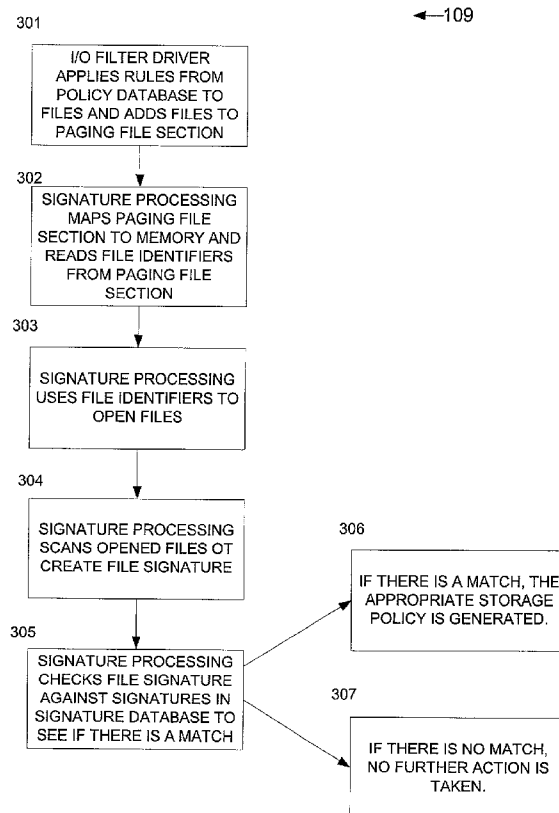 109
301
I/O FILTER DRIVER
APPLIES RULES FROM
POLICY DATABASE TO
FILES AND ADDS FILES TO
PAGING FILE SECTION
302
SIGNATURE PROCESSING
MAPS PAGING FILE
SECTION TO MEMORY AND
READS FILE IDENTIFIERS
FROM PAGING FILE
SECTION
303
SIGNATURE PROCESSING
USES FILE IDENTIFIERS TO
OPEN FILES
304
SIGNATURE PROCESSING
SCANS OPENED FILES OT
CREATE FILE SIGNATURE
305
SIGNATURE PROCESSING
CHECKS FILE SIGNATURE
AGAINST SIGNATURES IN
SIGNATURE DATABASE TO
SEE IF THERE IS A MATCH
306
IF THERE IS A MATCH, THE
APPROPRIATE STORAGE
POLICY IS GENERATED.
307
IF THERE IS NO MATCH,
NO FURTHER ACTION IS
TAKEN.